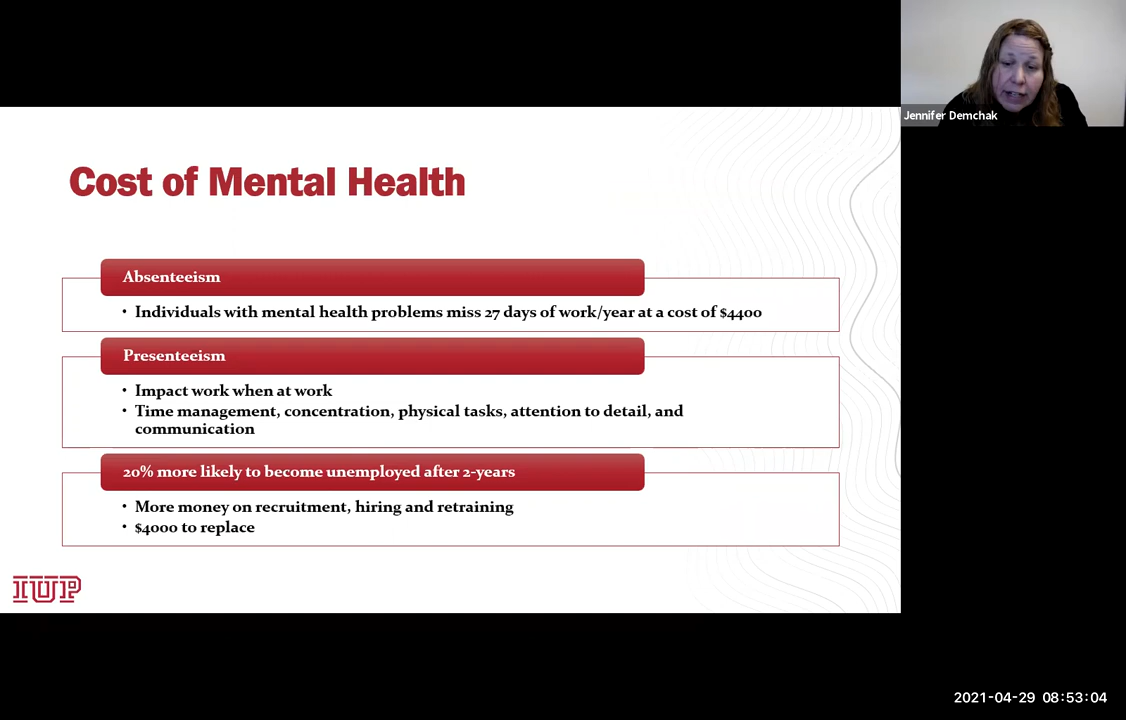 Jennifer Demchak
Cost of Mental Health
Absenteeism
• Individuals with mental health problems miss 27 days of work/year at a cost of $4400
Presenteeism
• Impact work when at work
• Time management, concentration, physical tasks, attention to detail, and
communication
20% more likely to become unemployed after 2-years
• More money on recruitment, hiring and retraining
• $4000 to replace
IUP
2021-04-29 08:53:04